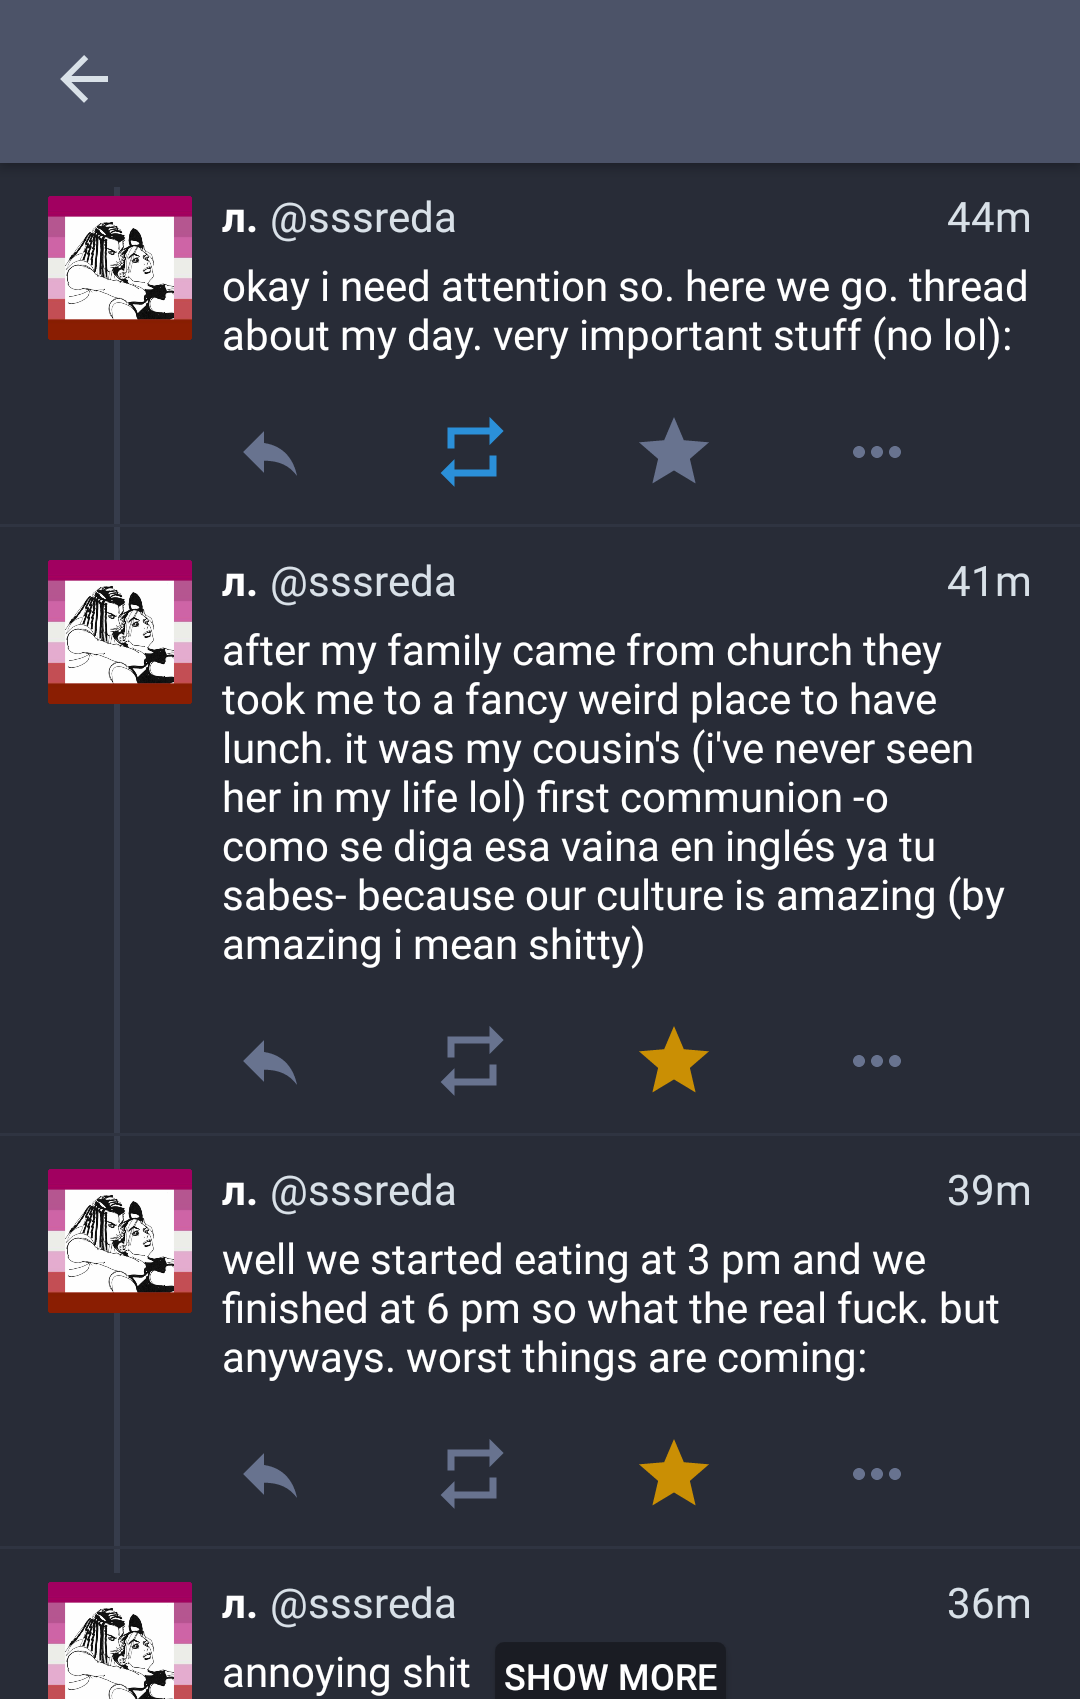 л. @sssreda 44m
okay i need attention so. here we go. thread
about my day. very important stuff (no lol):
л. @sssreda 41m
after my family came from church they
took me to a fancy weird place to have
lunch. it was my cousin's (i've never seen
her in my life lol) first communion -o
como se diga esa vaina en inglés ya tu
sabes- because our culture is amazing (by
amazing i mean shitty)
л. @sssreda 39m
well we started eating at 3 pm and we
finished at 6 pm so what the real fuck. but
anyways. worst things are coming:
л. @sssreda 36m
annoying shit SHOW MORE